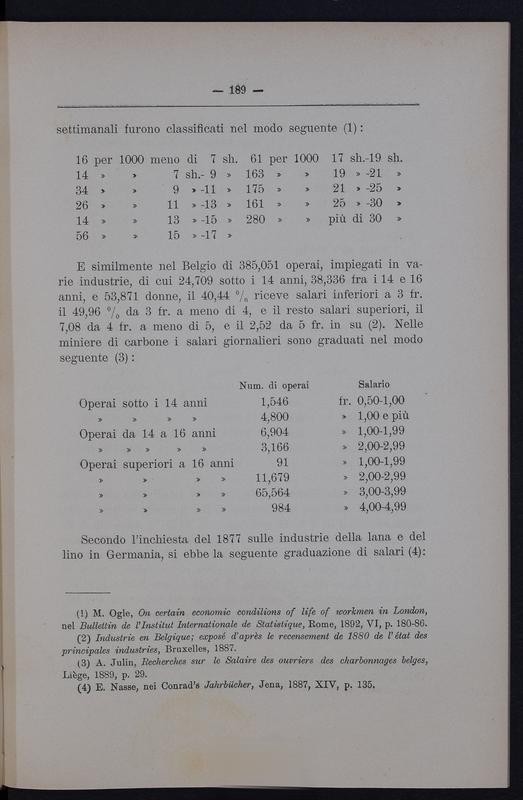 — 189 —
settimanali furono classificati nel modo seguente (1):
16 per 1000 meno di 7 sh. 61 per 1000 17 sh.-19 sh.
14 » » 7 sh.- 9 » 163 » » 19 » -21 »
34 » » 9 » -11 » 175 » » 21 » -25 »
26 » » 11 » -13 » 161 » » 25 » -30 »
14 » » 13 » -15 » 280 » » più di 30 »
56 » » 15 » -17 »
E similmente nel Belgio di 385,051 operai, impiegati in va-
rie industrie, di cui 24,709 sotto i 14 anni, 38,336 fra i 14 e 16
anni, e 53,871 donne, il 40,44 % riceve salari inferiori a 3 fr.
il 49,96 % da 3 fr. a meno di 4, e il resto salari superiori, il
7,08 da 4 fr. a meno di 5, e il 2,52 da 5 fr. in su (2). Nelle
miniere di carbone i salari giornalieri sono graduati nel modo
seguente (3):
Num. di operai Salario
Operai sotto i 14 anni 1,546 fr. 0,50-1,00
» » » » 4,800 » 1,00 e più
Operai da 14 a 16 anni 6,904 » 1,00-1,99
» » » » » 3,166 » 2,00-2,99
Operai superiori a 16 anni 91 » 1,00-1,99
» » » » 11,679 » 2,00-2,99
» » » » 65,564 » 3,00-3,99
» » » » 984 » 4,00-4,99
Secondo l'inchiesta del 1877 sulle industrie della lana e del
lino in Germania, si ebbe la seguente graduazione di salari (4):
(1) M. Ogle, On certain economic condilions of life of workmen in London,
nel Bullettin de l'Institut Internationale de Statistique, Rome, 1892, VI, p. 180-86.
(2) Industrie en Belgique; exposé d'après le recensement de 1880 de l'état des
principales industries, Bruxelles, 1887.
(3) A. Julin, Recherches sur le Salaire des ouvriers des charbonnages belges,
Liège, 1889, p. 29.
(4) E. Nasse, nei Conrad's Jahrbücher, Jena, 1887, XIV, p. 135.